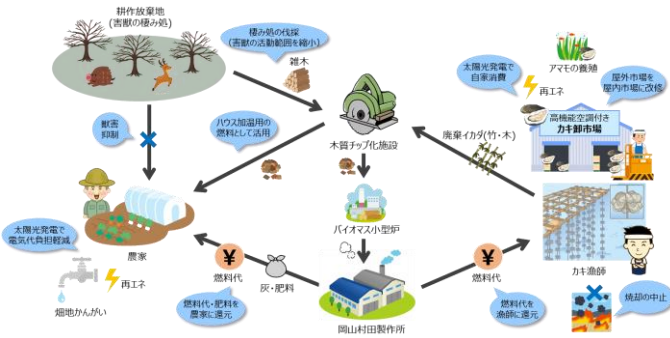 耕作放棄地
(害獣の棲み処)
棲み処の伐採
(害獣の活動範囲を縮小)
雑木
アマモの養殖
太陽光発電で
自家消費
再エネ
屋外市場を
屋内市場に改修
高機能空調付き
カキ卸市場
獣害
抑制
ハウス加温用の
燃料として活用
木質チップ化施設
廃棄イカダ(竹・木)
バイオマス小型炉
太陽光発電で
電気代負担軽減
農家
再エネ
畑地かんがい
¥
燃料代
灰・肥料
燃料代・肥料を
農家に還元
岡山村田製作所
¥
燃料代
燃料代を
漁師に還元
カキ漁師
焼却の中止